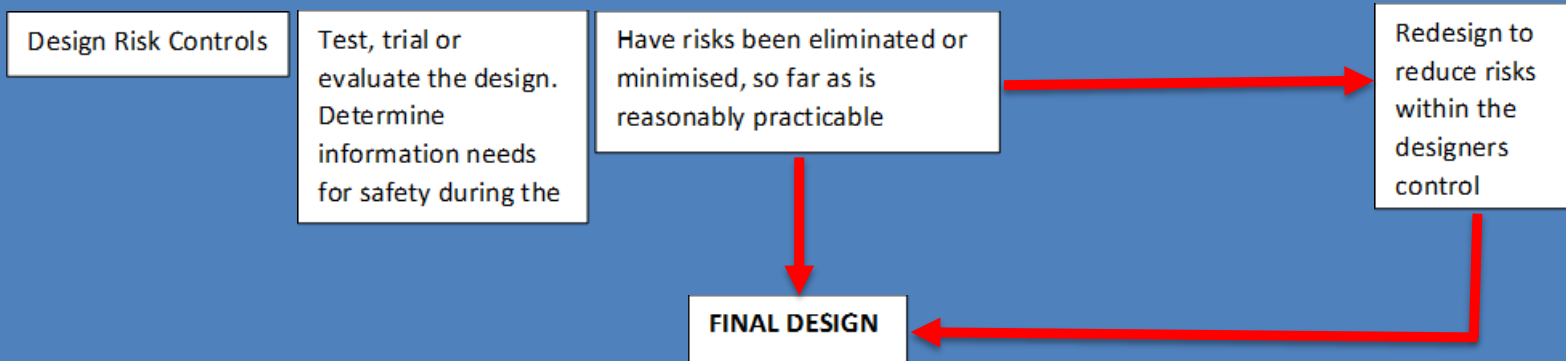 Design Risk Controls
Test, trial or
evaluate the design.
Determine
information needs
for safety during the
Have risks been eliminated or
minimised, so far as is
reasonably practicable
Redesign to
reduce risks
within the
designers
control
FINAL DESIGN